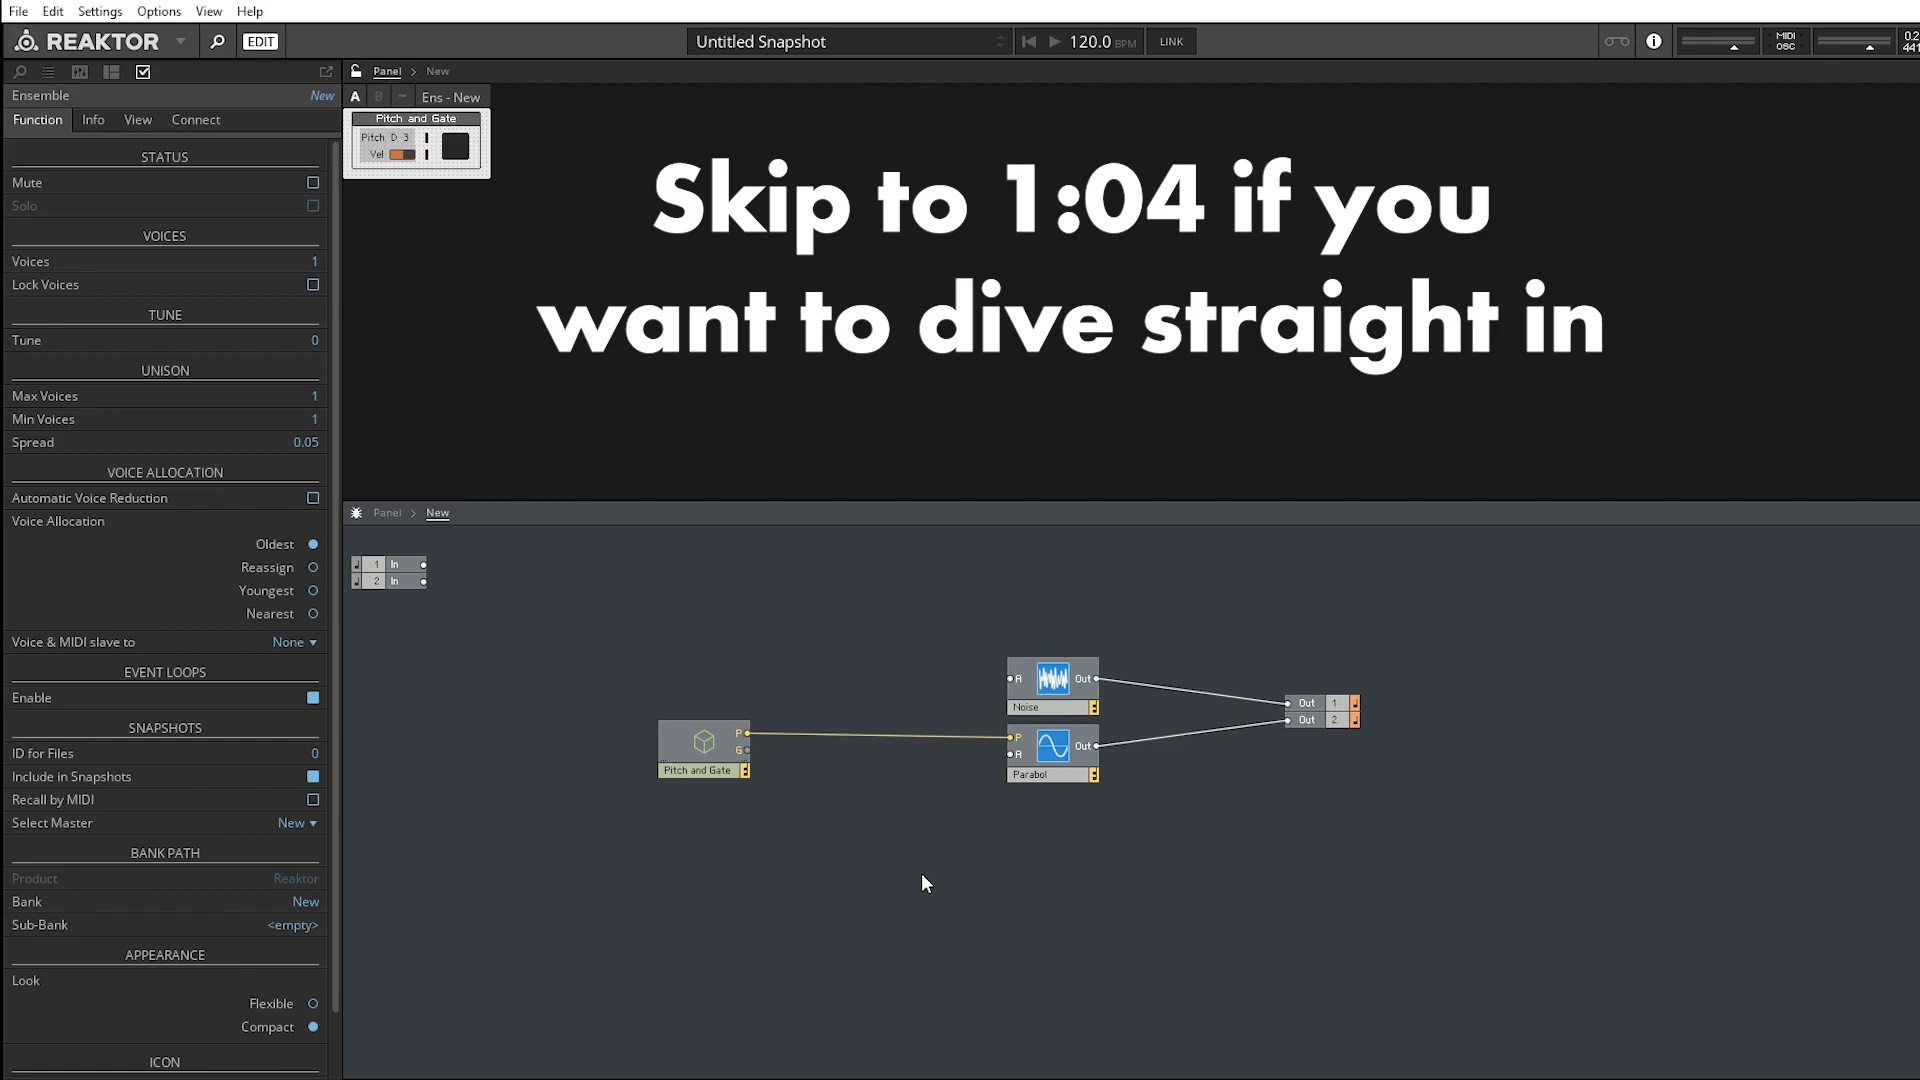 File Edit Settings Options View Help
REAKTOR EDIT Untitled Snapshot 120.0 BPM LINK MIDI OSC 0.2 441
Panel > New
Ensemble New
A B Ens - New
Function Info View Connect
Pitch and Gate
Pitch D 3
Vel
Skip to 1:04 if you
want to dive straight in
STATUS
Mute
Solo
VOICES
Voices 1
Lock Voices
TUNE
Tune 0
UNISON
Max Voices 1
Min Voices 1
Spread 0.05
VOICE ALLOCATION
Automatic Voice Reduction
Voice Allocation
Oldest
Reassign
Youngest
Nearest
Voice & MIDI slave to None
EVENT LOOPS
Enable
SNAPSHOTS
ID for Files 0
Include in Snapshots
Recall by MIDI
Select Master New
BANK PATH
Product Reaktor
Bank New
Sub-Bank <empty>
APPEARANCE
Look
Flexible
Compact
ICON
Panel > New
1 In
2 In
A Out
Noise
P
G
Pitch and Gate
P
A Out
Parabol
Out 1
Out 2